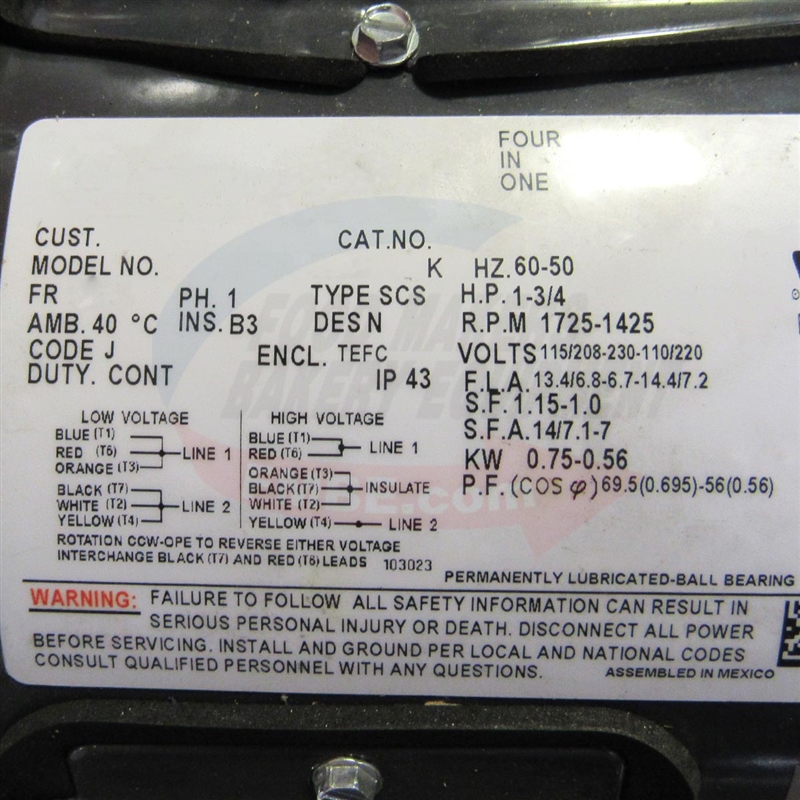 FOUR
IN
ONE
CUST. CAT.NO.
MODEL NO. K HZ. 60-50
FR PH. 1 TYPE SCS H.P. 1-3/4
AMB. 40 °C INS. B3 DES N R.P.M 1725-1425
CODE J ENCL. TEFC VOLTS 115/208-230-110/220
DUTY. CONT IP 43 F.L.A. 13.4/6.8-6.7-14.4/7.2
S.F. 1.15-1.0
S.F.A. 14/7.1-7
KW 0.75-0.56
P.F. (COS φ) 69.5(0.695)-56(0.56)
LOW VOLTAGE
BLUE (T1)
RED (T6) LINE 1
ORANGE (T3)
BLACK (T7)
WHITE (T2) LINE 2
YELLOW (T4)
HIGH VOLTAGE
BLUE (T1)
RED (T6) LINE 1
ORANGE (T3)
BLACK (T7) INSULATE
WHITE (T2)
YELLOW (T4) LINE 2
ROTATION CCW-OPE TO REVERSE EITHER VOLTAGE
INTERCHANGE BLACK (T7) AND RED (T6) LEADS 103023
PERMANENTLY LUBRICATED-BALL BEARING
WARNING: FAILURE TO FOLLOW ALL SAFETY INFORMATION CAN RESULT IN
SERIOUS PERSONAL INJURY OR DEATH. DISCONNECT ALL POWER
BEFORE SERVICING. INSTALL AND GROUND PER LOCAL AND NATIONAL CODES
CONSULT QUALIFIED PERSONNEL WITH ANY QUESTIONS. ASSEMBLED IN MEXICO